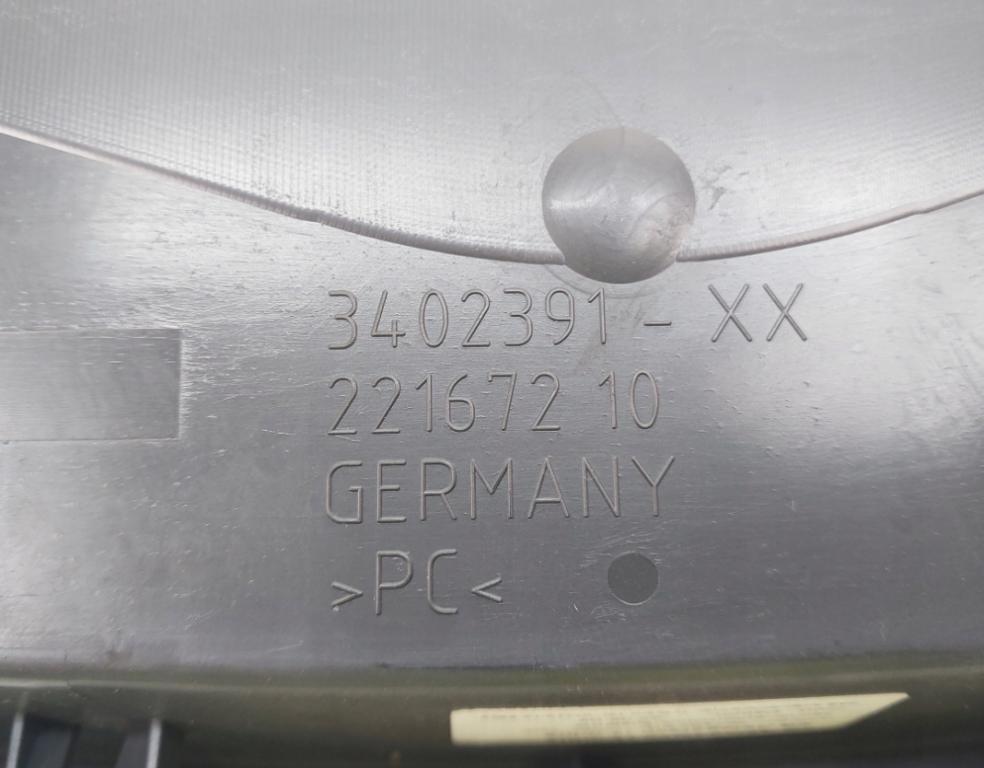 3402391 - XX
221672 10
GERMANY
>PC<